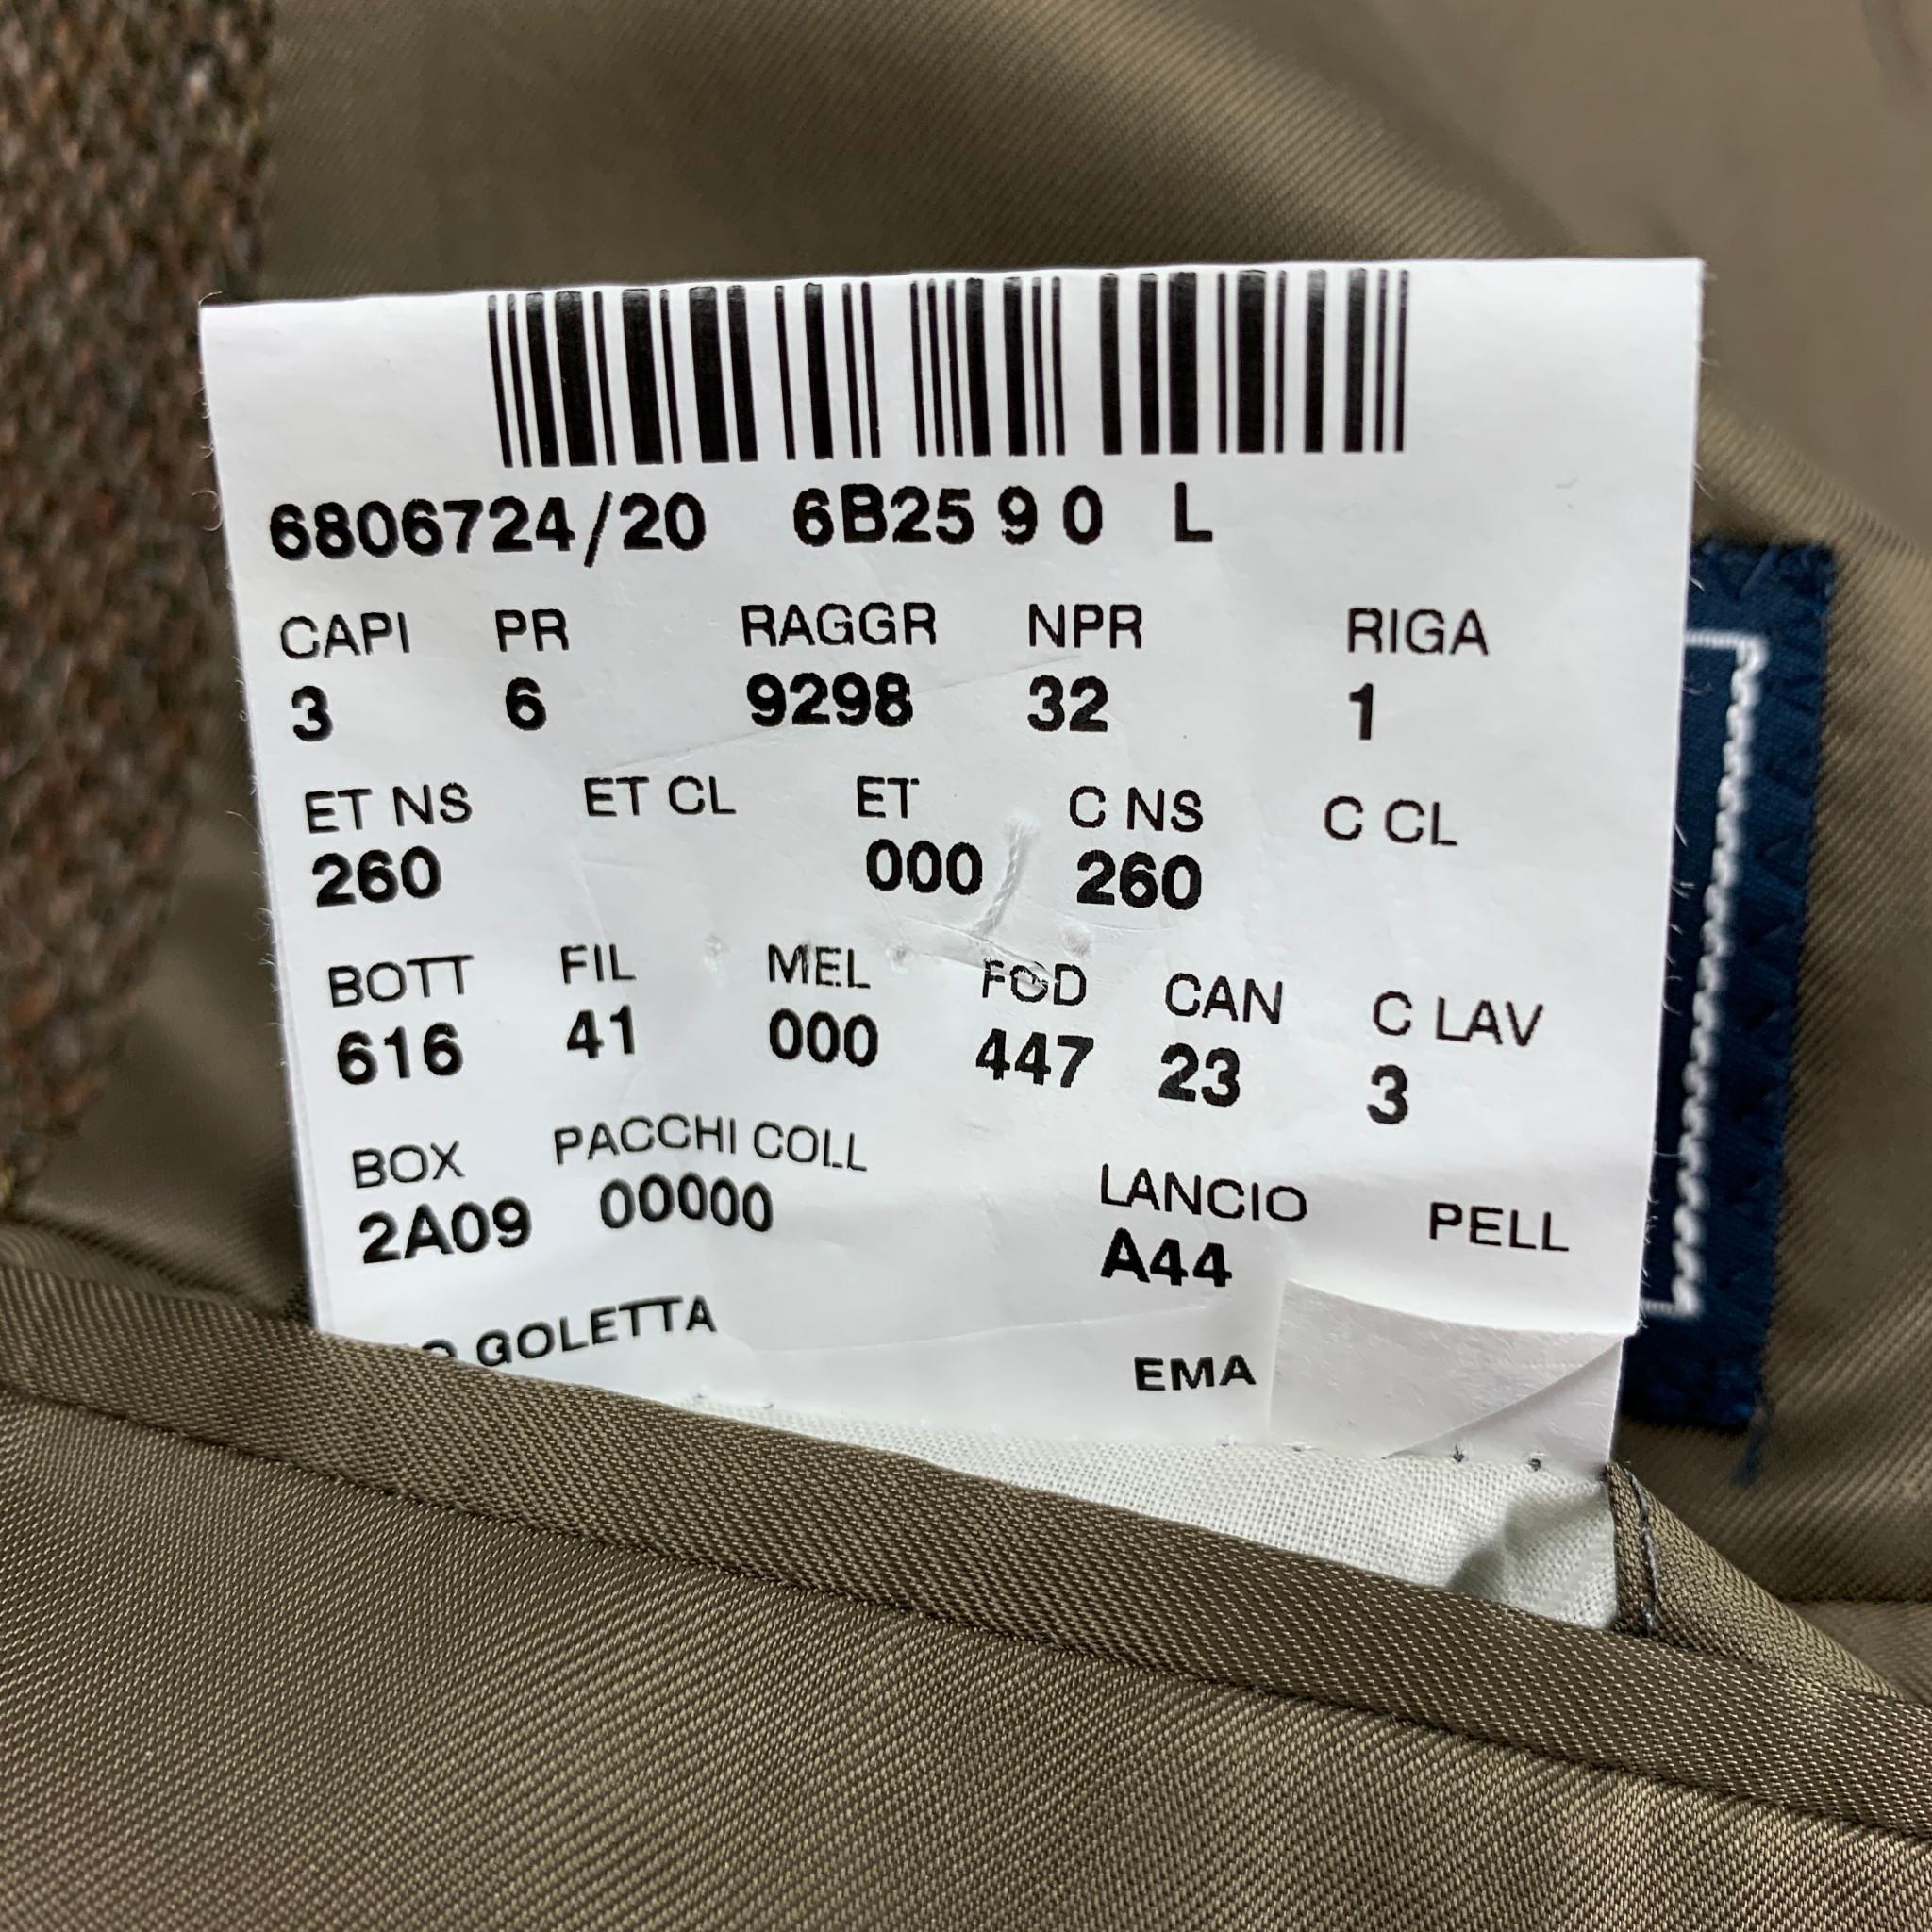 6806724/20 6B25 9 0 L
CAPI PR RAGGR NPR RIGA
3 6 9298 32 1
ET NS ET CL ET C NS C CL
260 000 260
BOTT FIL MEL FOD CAN C LAV
616 41 000 447 23 3
BOX PACCHI COLL LANCIO PELL
2A09 00000 A44
GOLETTA EMA